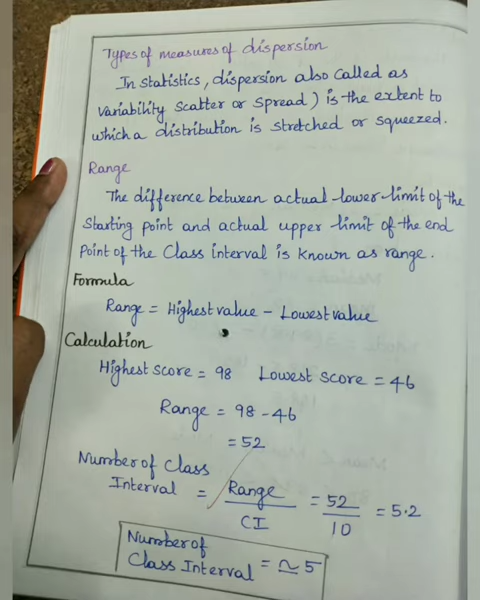 Types of measures of dispersion
In Statistics, dispersion also called as
variability scatter or spread) is the extent to
which a distribution is stretched or squeezed.
Range
The difference between actual lower limit of the
starting point and actual upper limit of the end
point of the Class interval is known as range.
Formula
Range = Highest value - Lowest value
Calculation
Highest score = 98 Lowest score = 46
Range = 98 - 46
= 52
Number of Class
Interval = Range / CI = 52 / 10 = 5.2
Number of
Class Interval = ≃ 5